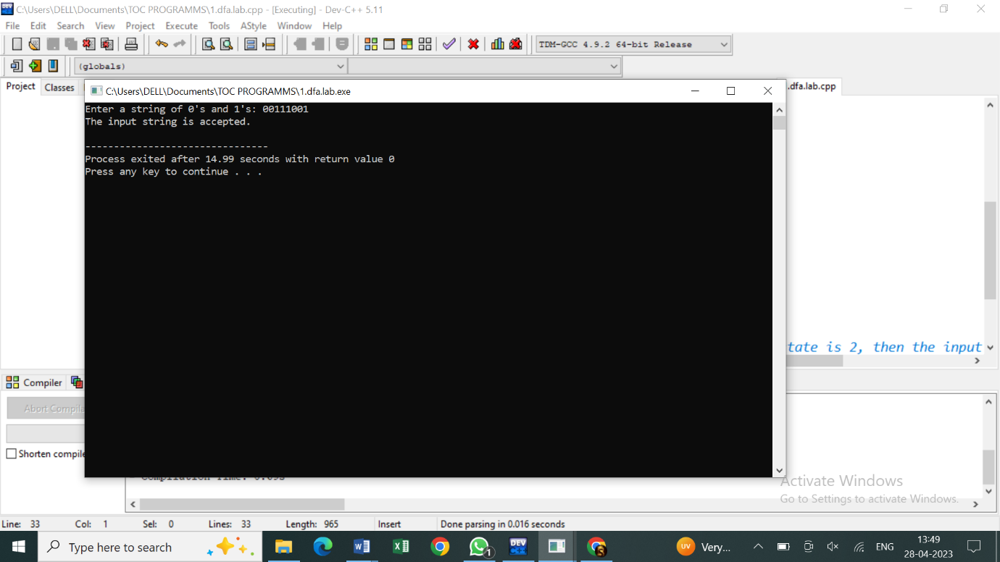 C:\Users\DELL\Documents\TOC PROGRAMMS\1.dfa.lab.cpp - [Executing] - Dev-C++ 5.11
File Edit Search View Project Execute Tools AStyle Window Help
TDM-GCC 4.9.2 64-bit Release
(globals)
Project Classes .dfa.lab.cpp
C:\Users\DELL\Documents\TOC PROGRAMMS\1.dfa.lab.exe
Enter a string of 0's and 1's: 00111001
The input string is accepted.
--------------------------------
Process exited after 14.99 seconds with return value 0
Press any key to continue . . .
tate is 2, then the input
Compiler
Abort Compila
Shorten compile
Activate Windows
Go to Settings to activate Windows.
Line: 33 Col: 1 Sel: 0 Lines: 33 Length: 965 Insert Done parsing in 0.016 seconds
Type here to search
DEV
C++
1
S
UV
Very...
ENG
13:49
28-04-2023